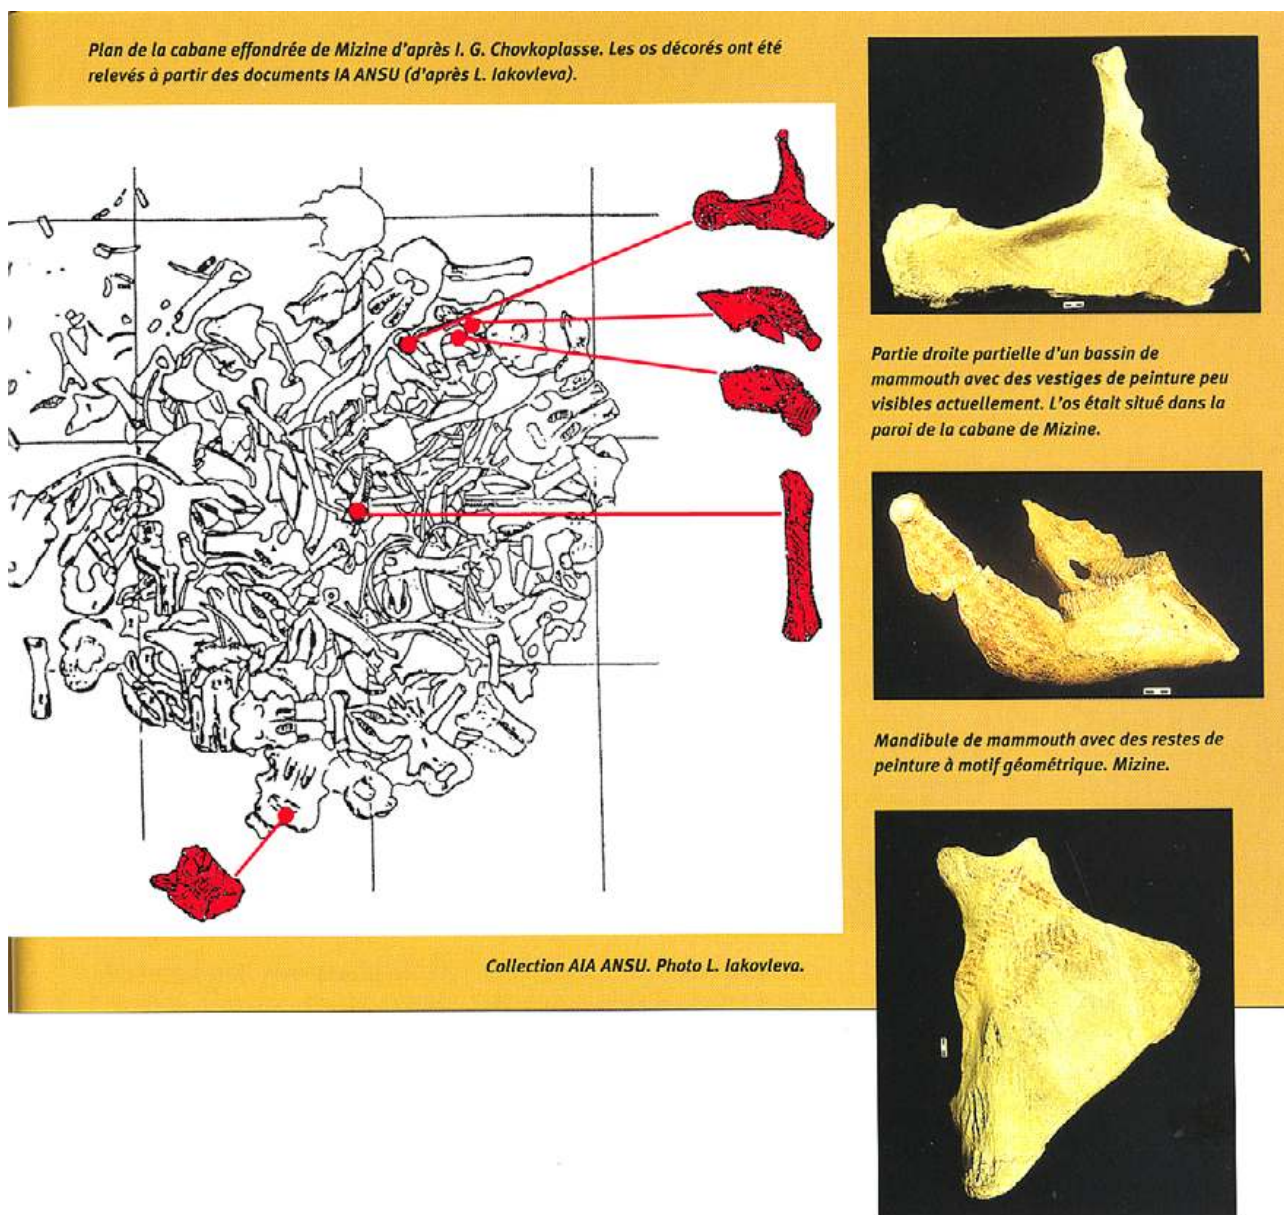 Plan de la cabane effondrée de Mizine d'après I. G. Chovkoplasse. Les os décorés ont été
relevés à partir des documents IA ANSU (d'après L. Iakovleva).
Partie droite partielle d'un bassin de
mammouth avec des vestiges de peinture peu
visibles actuellement. L'os était situé dans la
paroi de la cabane de Mizine.
Mandibule de mammouth avec des restes de
peinture à motif géométrique. Mizine.
Collection AIA ANSU. Photo L. Iakovleva.